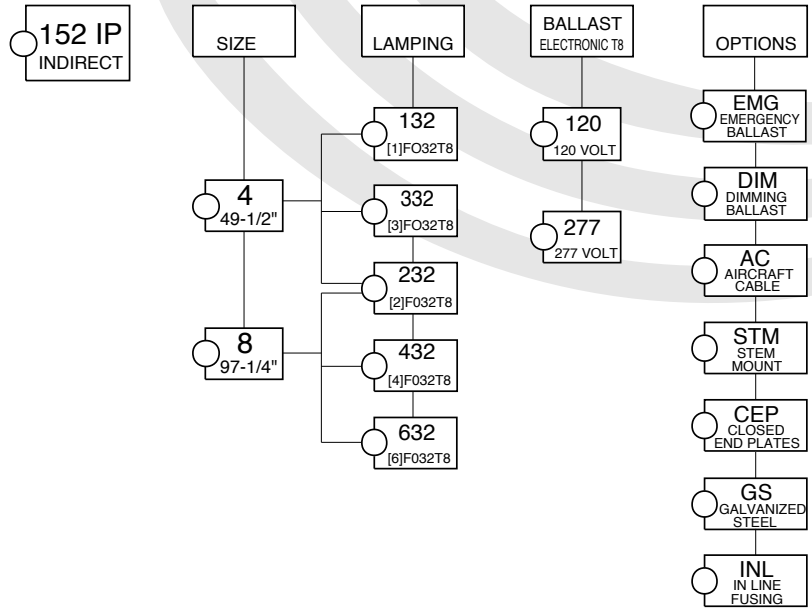 152 IP
INDIRECT
SIZE
4
49-1/2"
8
97-1/4"
LAMPING
132
[1]FO32T8
332
[3]FO32T8
232
[2]F032T8
432
[4]F032T8
632
[6]F032T8
BALLAST
ELECTRONIC T8
120
120 VOLT
277
277 VOLT
OPTIONS
EMG
EMERGENCY
BALLAST
DIM
DIMMING
BALLAST
AC
AIRCRAFT
CABLE
STM
STEM
MOUNT
CEP
CLOSED
END PLATES
GS
GALVANIZED
STEEL
INL
IN LINE
FUSING